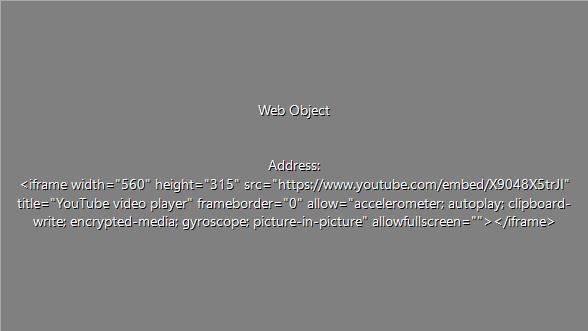 Web Object
Address:
<iframe width="560" height="315" src="https://www.youtube.com/embed/X9048X5trJI"
title="YouTube video player" frameborder="0" allow="accelerometer; autoplay; clipboard-
write; encrypted-media; gyroscope; picture-in-picture" allowfullscreen=""></iframe>